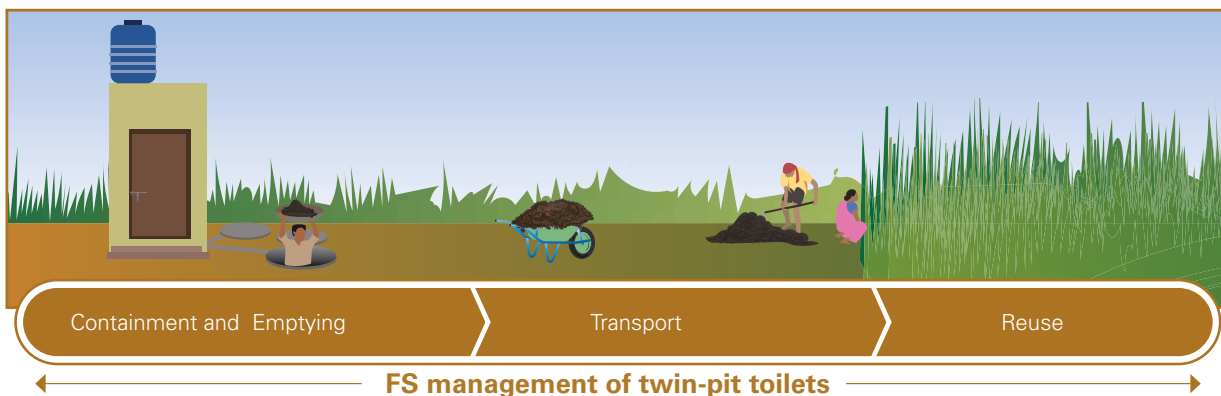 Containment and Emptying
Transport
Reuse
FS management of twin-pit toilets